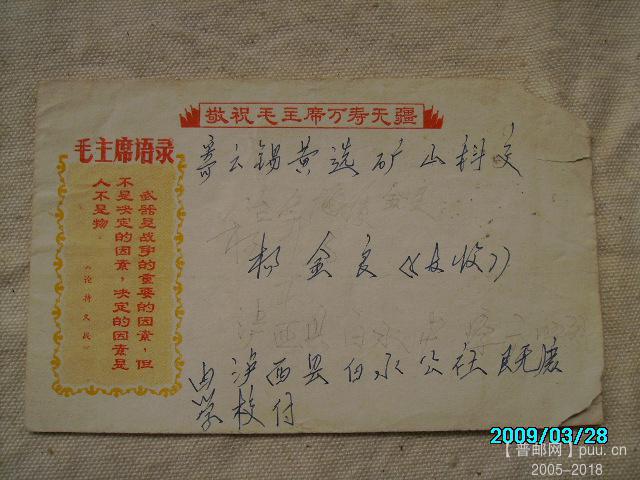 敬祝毛主席万寿无疆
毛主席语录
武器是战争的重要的因素，但
不是决定的因素，决定的因素是
人不是物。
《论持久战》
寄云锡黄选矿山科交
杨金良《女收》
由泸西县白水公社既庶
学校付
2009/03/28
【普邮网】puu.cn
2005-2018